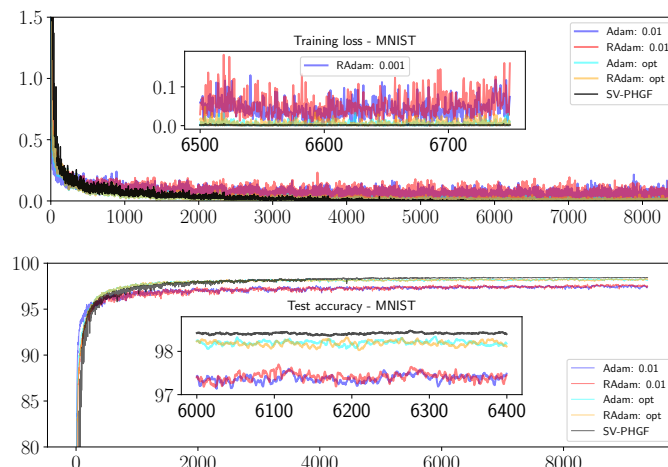 1.5
1.0
0.5
0.0
Training loss - MNIST
RAdam: 0.001
0.1
0.0
6500 6600 6700
Adam: 0.01
RAdam: 0.01
Adam: opt
RAdam: opt
SV-PHGF
0 1000 2000 3000 4000 5000 6000 7000 8000
100
95
90
85
80
Test accuracy - MNIST
98
97
6000 6100 6200 6300 6400
Adam: 0.01
RAdam: 0.01
Adam: opt
RAdam: opt
SV-PHGF
0 2000 4000 6000 8000